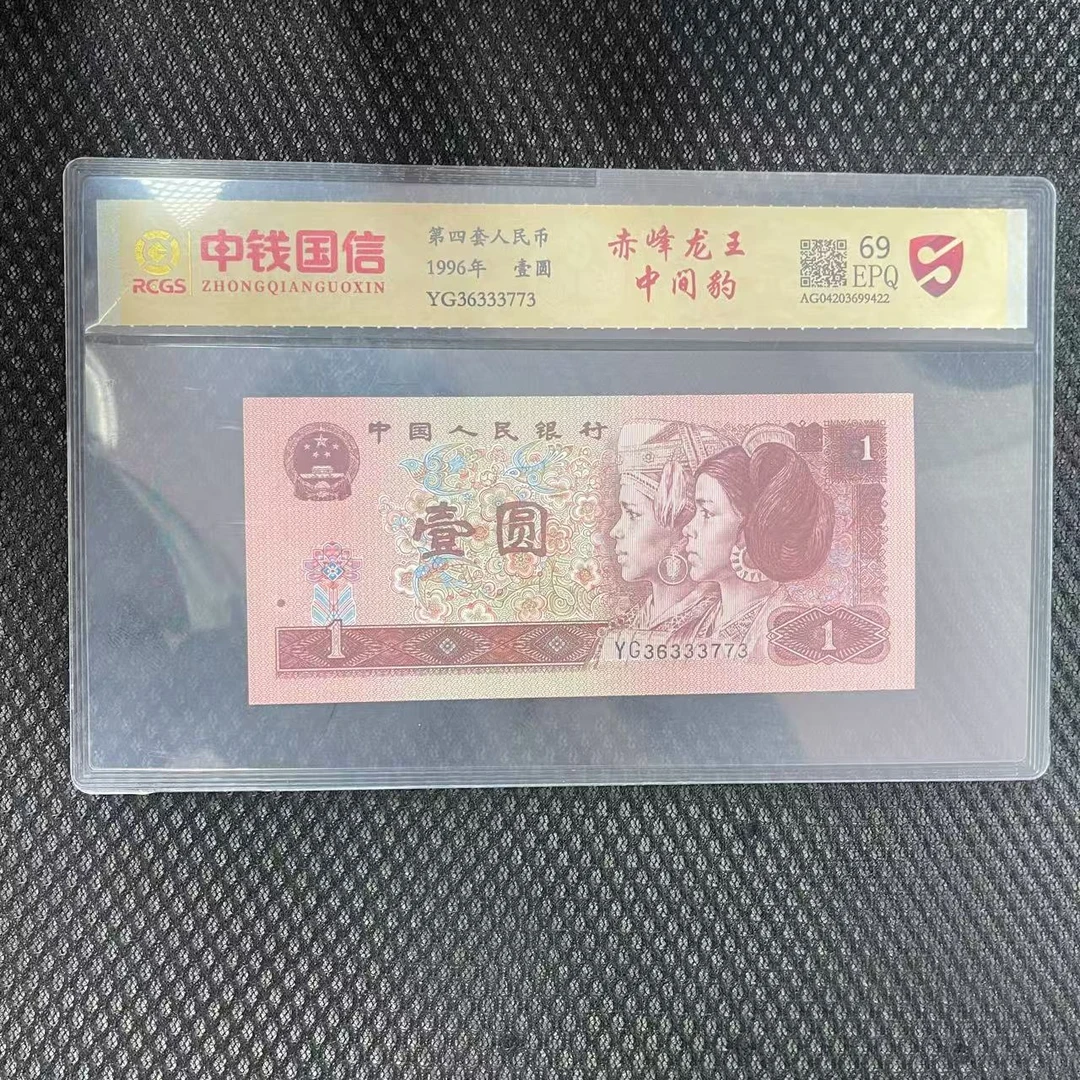 RCGS
中钱国信
ZHONGQIANGUOXIN
第四套人民币
1996年 壹圆
YG36333773
赤峰龙王
中间豹
69
EPQ
AG04203699422
中国人民银行
1
壹圆
1
YG36333773
1